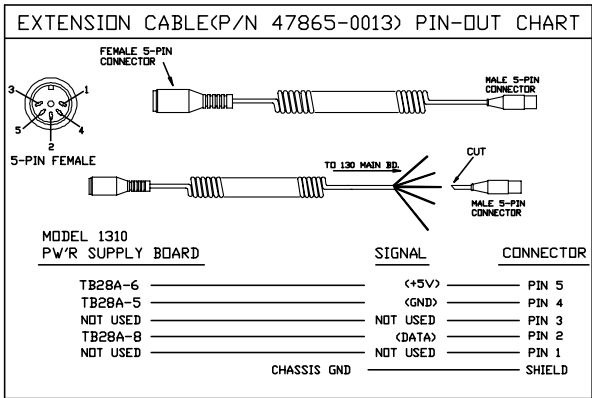 EXTENSION CABLE(P/N 47865-0013) PIN-OUT CHART
FEMALE 5-PIN
CONNECTOR
MALE 5-PIN
CONNECTOR
3
1
5
4
2
5-PIN FEMALE
TO 130 MAIN BD.
CUT
MALE 5-PIN
CONNECTOR
MODEL 1310
PW'R SUPPLY BOARD SIGNAL CONNECTOR
TB28A-6 (+5V) PIN 5
TB28A-5 (GND) PIN 4
NOT USED NOT USED PIN 3
TB28A-8 (DATA) PIN 2
NOT USED NOT USED PIN 1
CHASSIS GND SHIELD